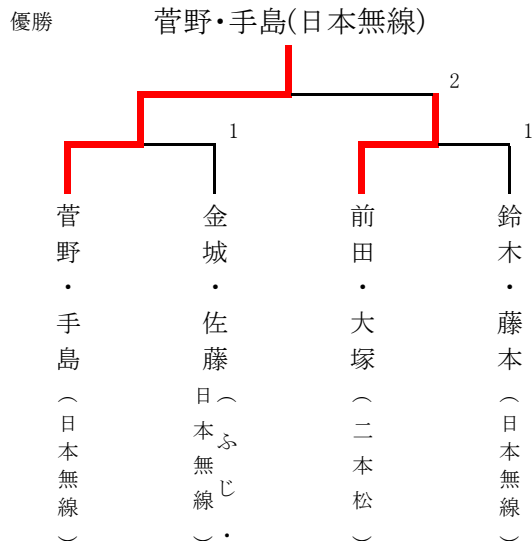 優勝
菅野・手島(日本無線)
2
1
1
菅野・手島(日本無線)
金城・佐藤(ふじ・日本無線)
前田・大塚(二本松)
鈴木・藤本(日本無線)